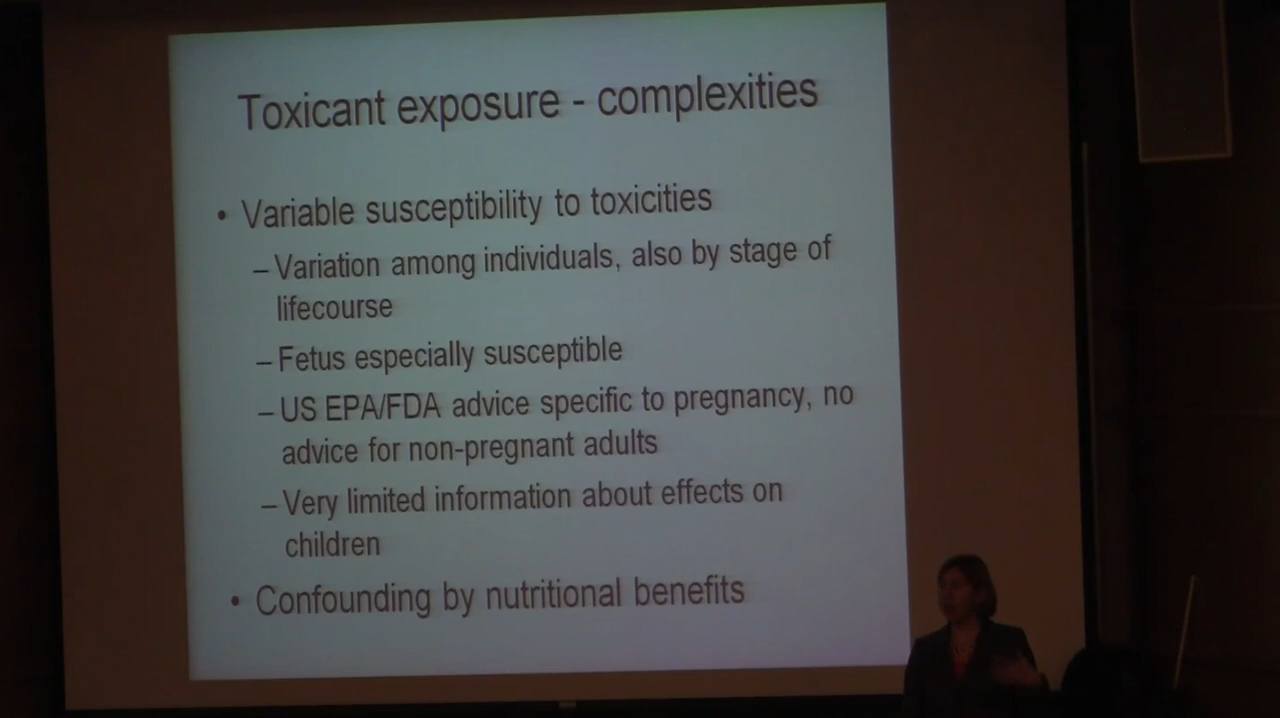 Toxicant exposure - complexities
• Variable susceptibility to toxicities
– Variation among individuals, also by stage of
lifecourse
– Fetus especially susceptible
– US EPA/FDA advice specific to pregnancy, no
advice for non-pregnant adults
– Very limited information about effects on
children
• Confounding by nutritional benefits